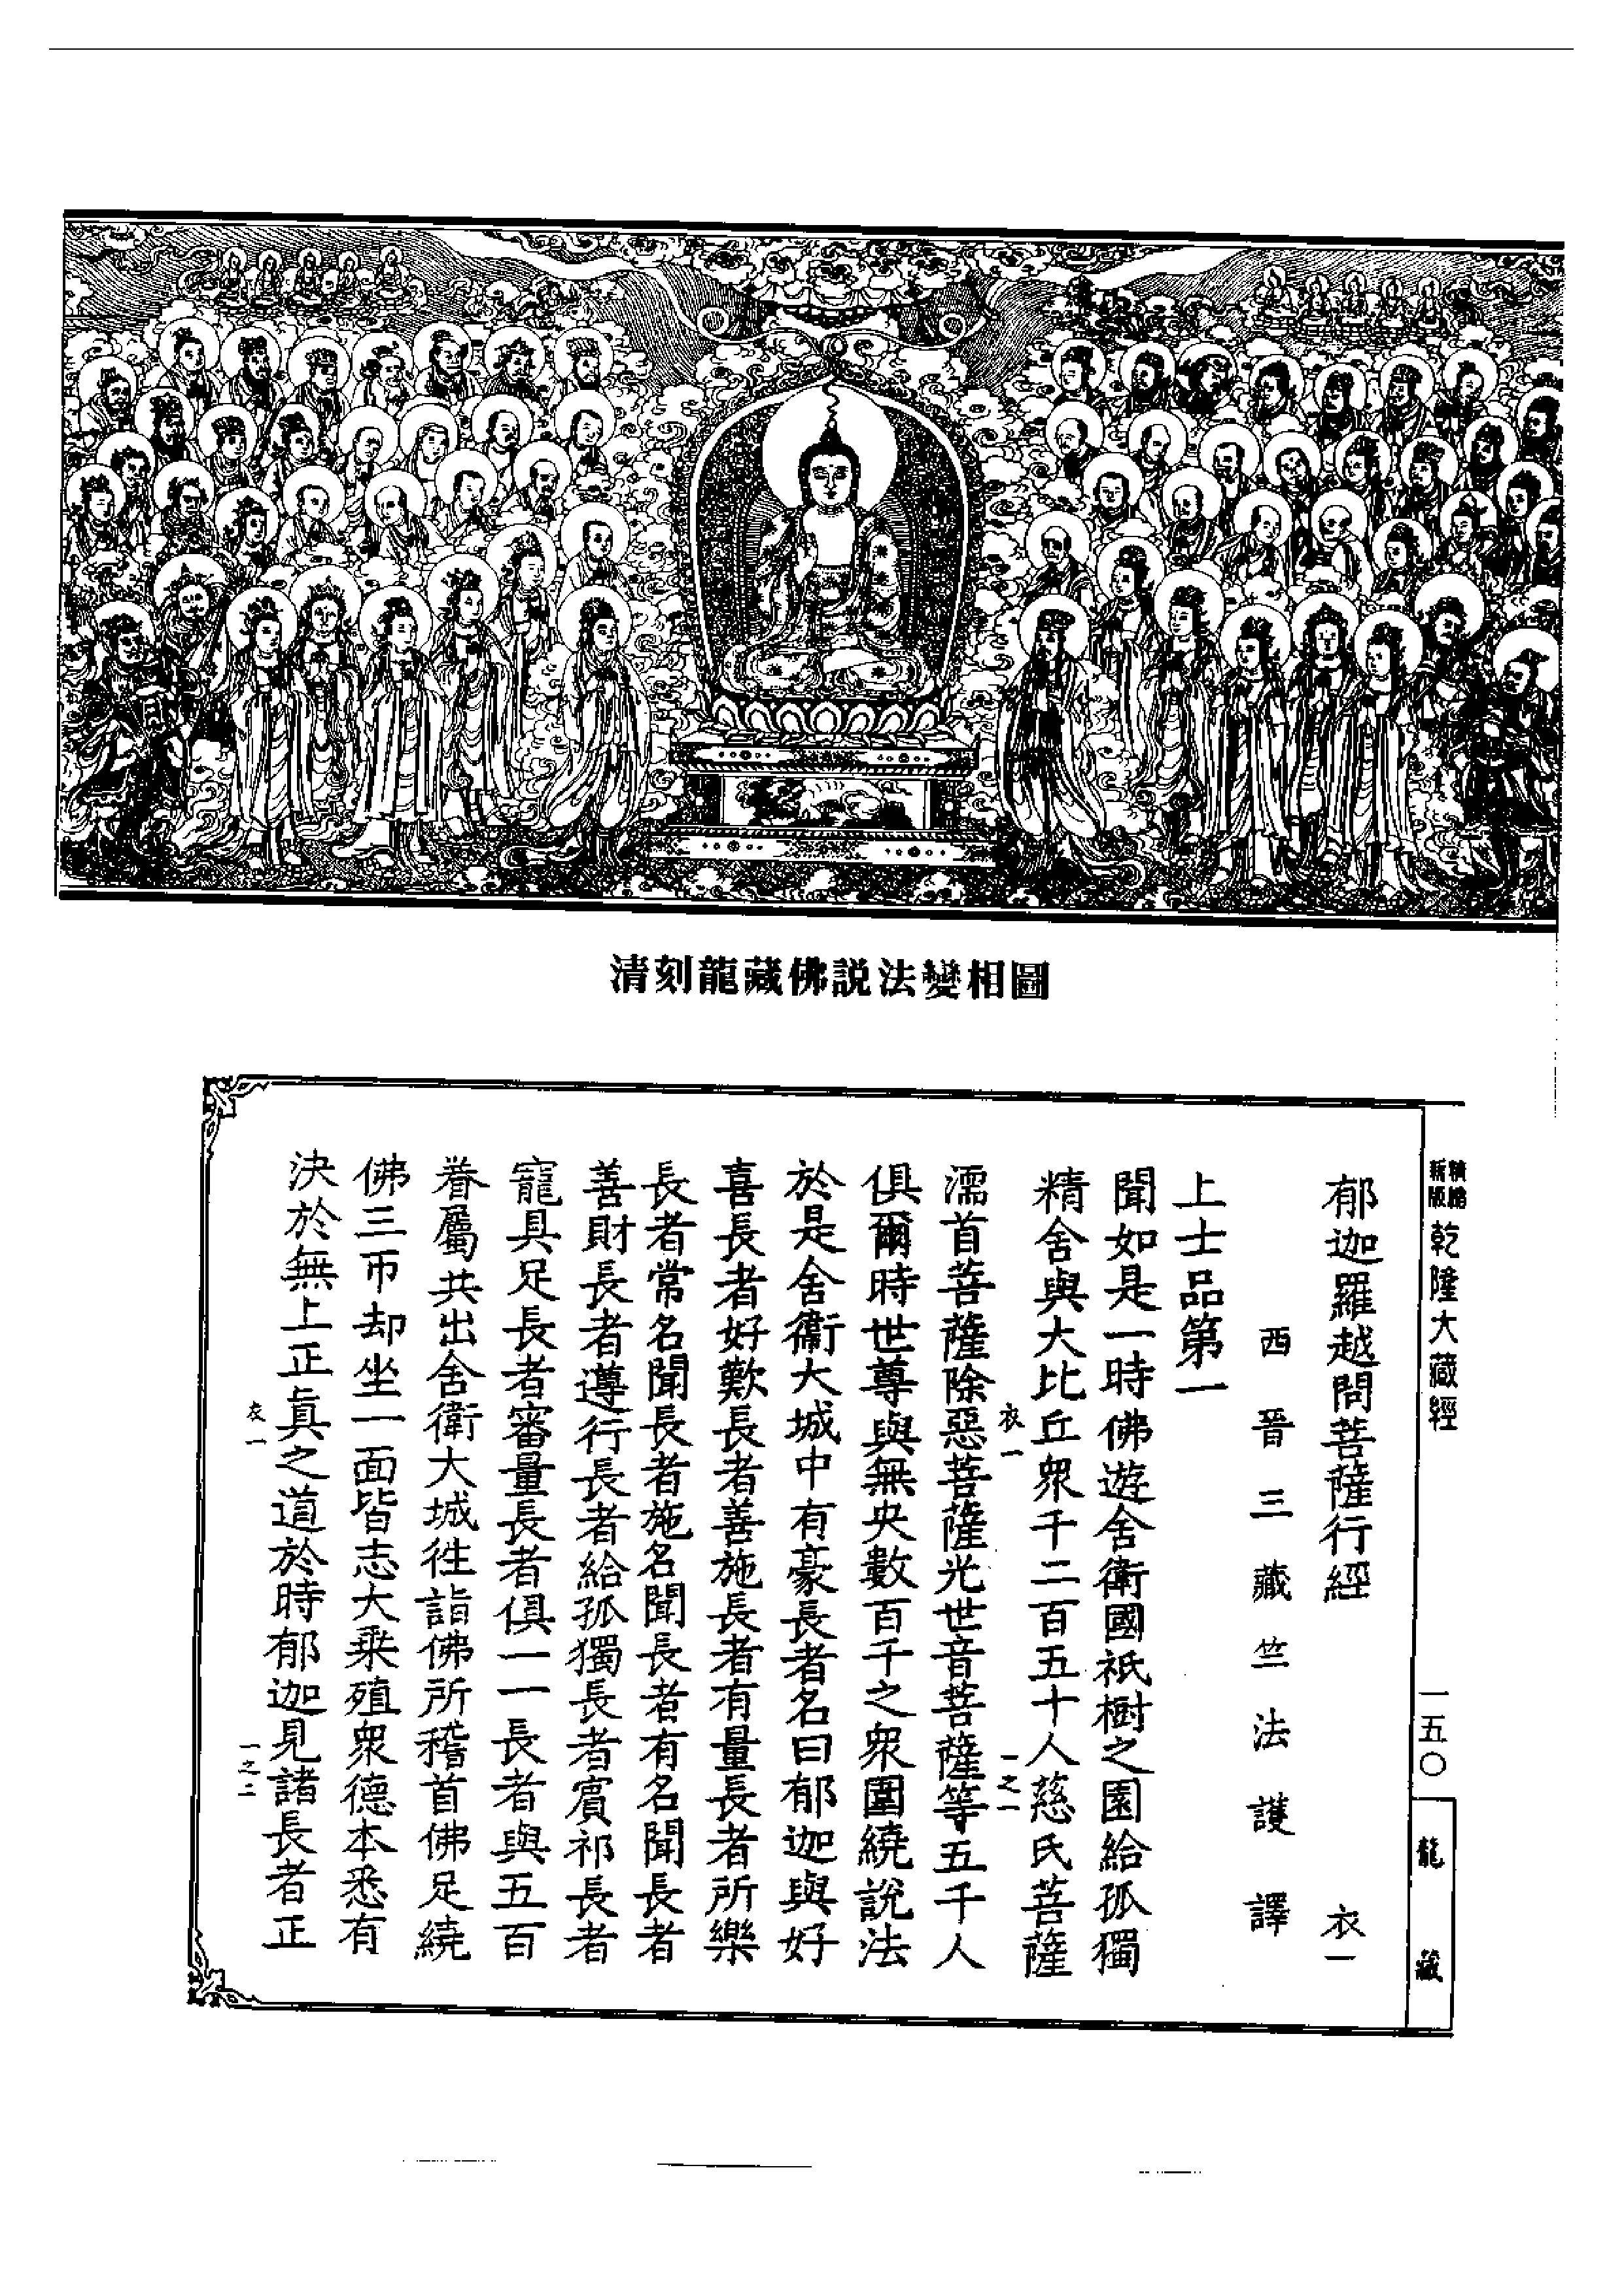 清刻龍藏佛説法變相圖
新版
精縮
乾隆大藏經
一五〇
龍藏
郁迦羅越問菩薩行經 衣一
西晉三藏竺法護譯
上士品第一
聞如是一時佛遊舍衛國祇樹之園給孤獨
精舍與大比丘衆千二百五十人慈氏菩薩
衣一 一之一
濡首菩薩除惡菩薩光世音菩薩等五千人
俱爾時世尊與無央數百千之衆圍繞說法
於是舍衞大城中有豪長者名曰郁迦與好
喜長者好歎長者善施長者有量長者所樂
長者常名聞長者施名聞長者有名聞長者
善財長者遵行長者給孤獨長者賓祁長者
寵具足長者審量長者俱一一長者與五百
眷屬共出舍衛大城徃詣佛所稽首佛足繞
佛三帀却坐一面皆志大乘殖衆德本悉有
決於無上正眞之道於時郁迦見諸長者正
衣一 一之二